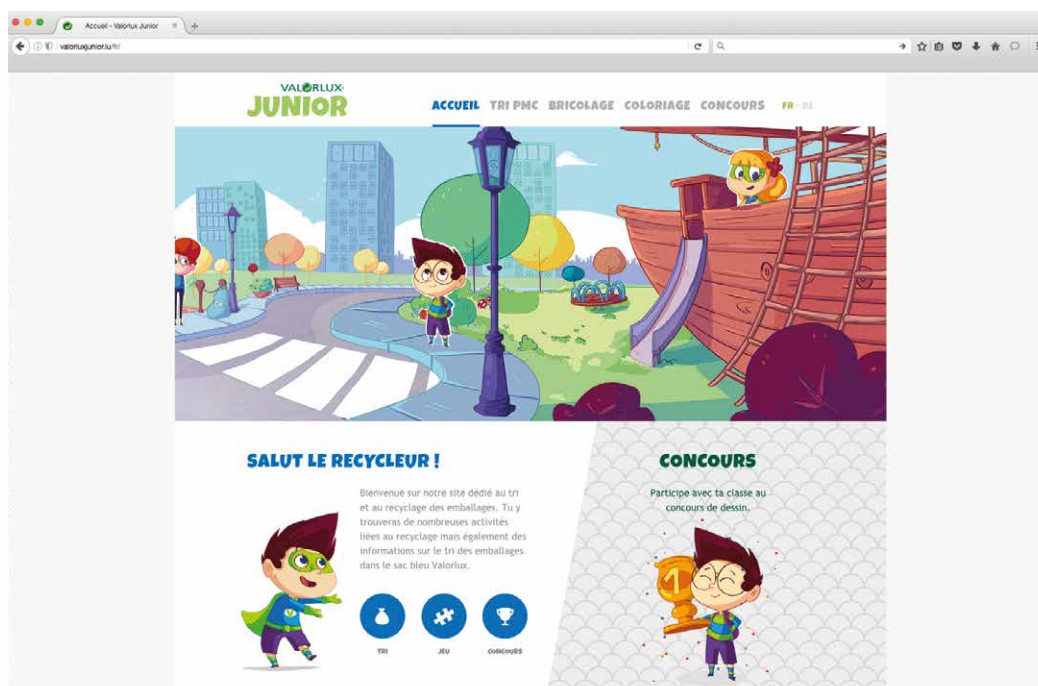 Accueil - Valorlux Junior
valorluxjunior.lu/fr/
VALORLUX
JUNIOR
ACCUEIL TRI PMC BRICOLAGE COLORIAGE CONCOURS FR - DE
SALUT LE RECYCLEUR !
Bienvenue sur notre site dédié au tri
et au recyclage des emballages. Tu y
trouveras de nombreuses activités
liées au recyclage mais également des
informations sur le tri des emballages
dans le sac bleu Valorlux.
TRI JEU CONCOURS
CONCOURS
Participe avec ta classe au
concours de dessin.
1